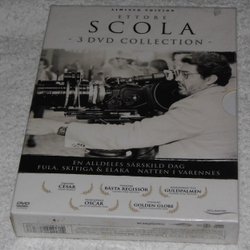 LIMITED EDITION
ETTORE
SCOLA
- 3 DVD COLLECTION -
EN ALLDELES SÄRSKILD DAG
FULA, SKITIGA & ELAKA NATTEN I VARENNES
CÉSAR
BÄSTA REGISSÖR
GULDPALMEN
OSCAR
GOLDEN GLOBE
DVD